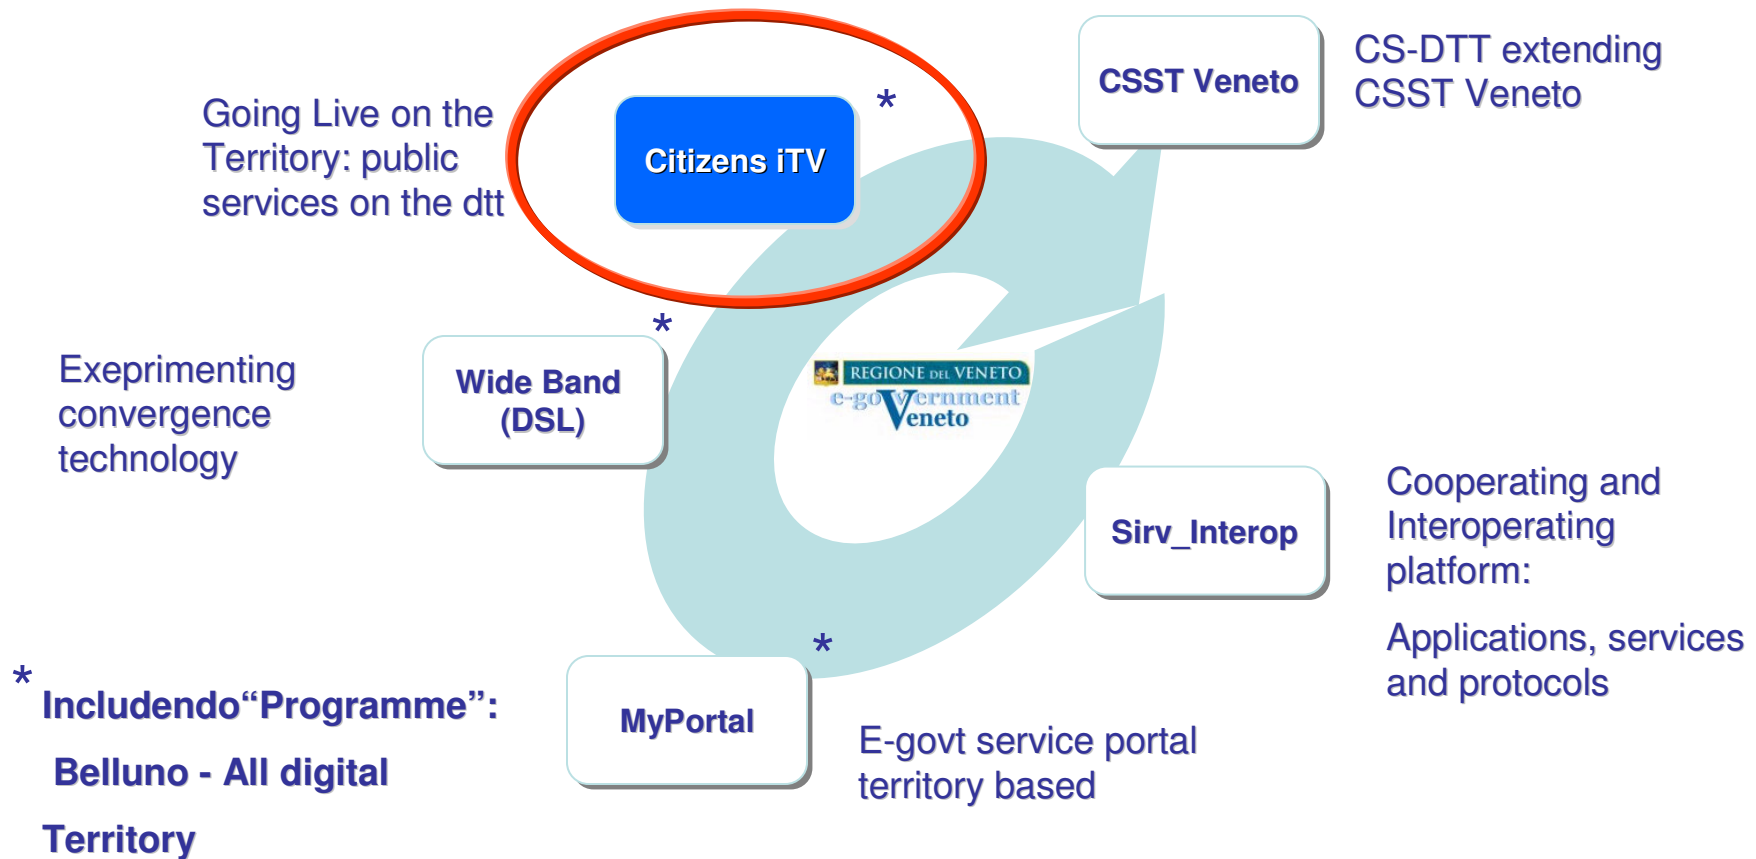 CSST Veneto
CS-DTT extending
CSST Veneto
*
Going Live on the
Territory: public
services on the dtt
Citizens iTV
*
Exeprimenting
convergence
technology
Wide Band
(DSL)
REGIONE DEL VENETO
e-government
Veneto
Sirv_Interop
Cooperating and
Interoperating
platform:
Applications, services
and protocols
*
MyPortal
E-govt service portal
territory based
*
Includendo“Programme”:
Belluno - All digital
Territory